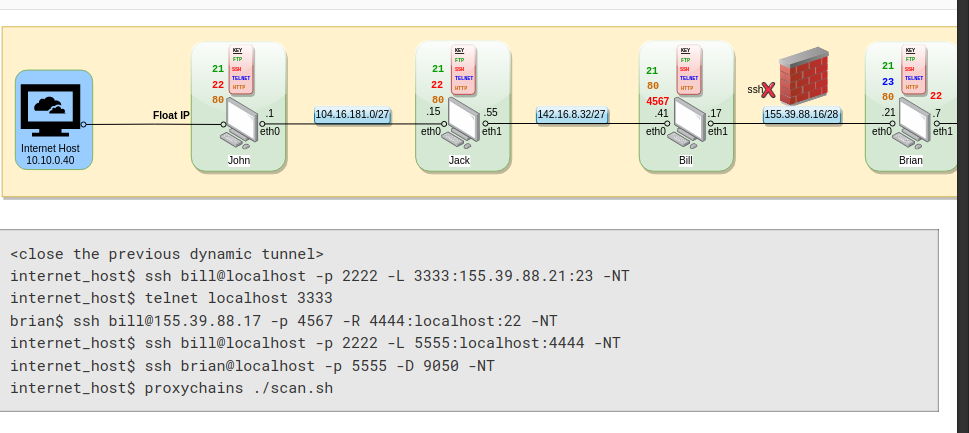 KEY
FTP
SSH
TELNET
HTTP
21
22
80
Float IP
.1
eth0
John
Internet Host
10.10.0.40
104.16.181.0/27
KEY
FTP
SSH
TELNET
HTTP
21
22
80
.15
eth0
.55
eth1
Jack
142.16.8.32/27
KEY
FTP
SSH
TELNET
HTTP
21
80
4567
.41
eth0
.17
eth1
Bill
ssh
155.39.88.16/28
KEY
FTP
SSH
TELNET
HTTP
21
23
80
22
.21
eth0
.7
eth1
Brian
<close the previous dynamic tunnel>
internet_host$ ssh bill@localhost -p 2222 -L 3333:155.39.88.21:23 -NT
internet_host$ telnet localhost 3333
brian$ ssh bill@155.39.88.17 -p 4567 -R 4444:localhost:22 -NT
internet_host$ ssh bill@localhost -p 2222 -L 5555:localhost:4444 -NT
internet_host$ ssh brian@localhost -p 5555 -D 9050 -NT
internet_host$ proxychains ./scan.sh